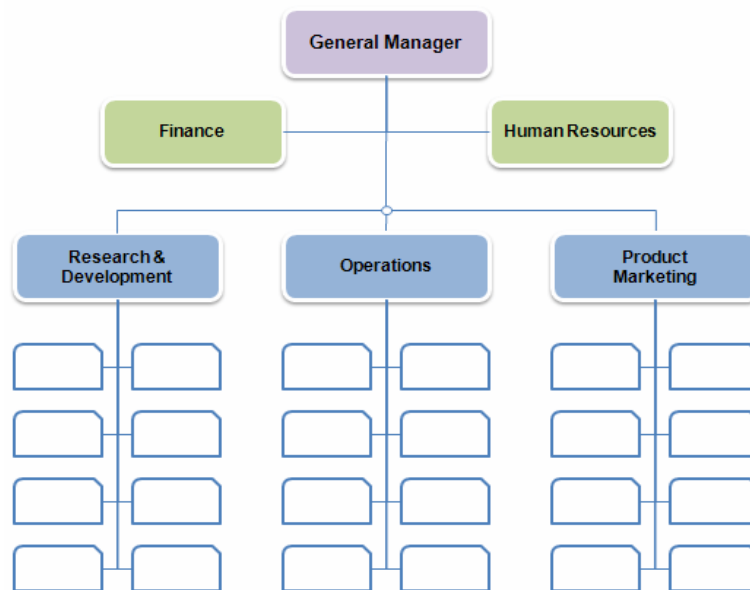 General Manager
Finance
Human Resources
Research &
Development
Operations
Product
Marketing